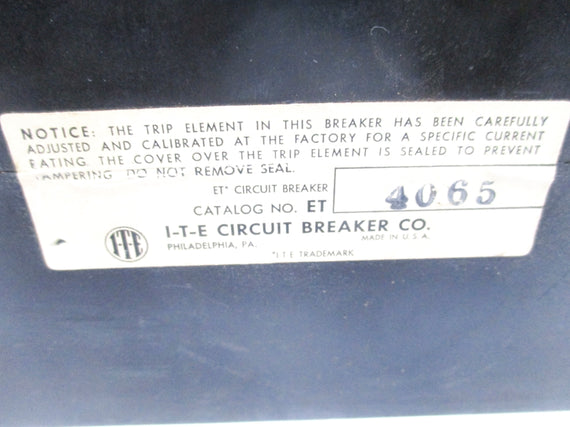 NOTICE: THE TRIP ELEMENT IN THIS BREAKER HAS BEEN CAREFULLY
ADJUSTED AND CALIBRATED AT THE FACTORY FOR A SPECIFIC CURRENT
RATING. THE COVER OVER THE TRIP ELEMENT IS SEALED TO PREVENT
TAMPERING. DO NOT REMOVE SEAL.
ET* CIRCUIT BREAKER
CATALOG NO. ET 4065
I-T-E I-T-E CIRCUIT BREAKER CO.
PHILADELPHIA, PA. MADE IN U.S.A.
*I-T-E TRADEMARK